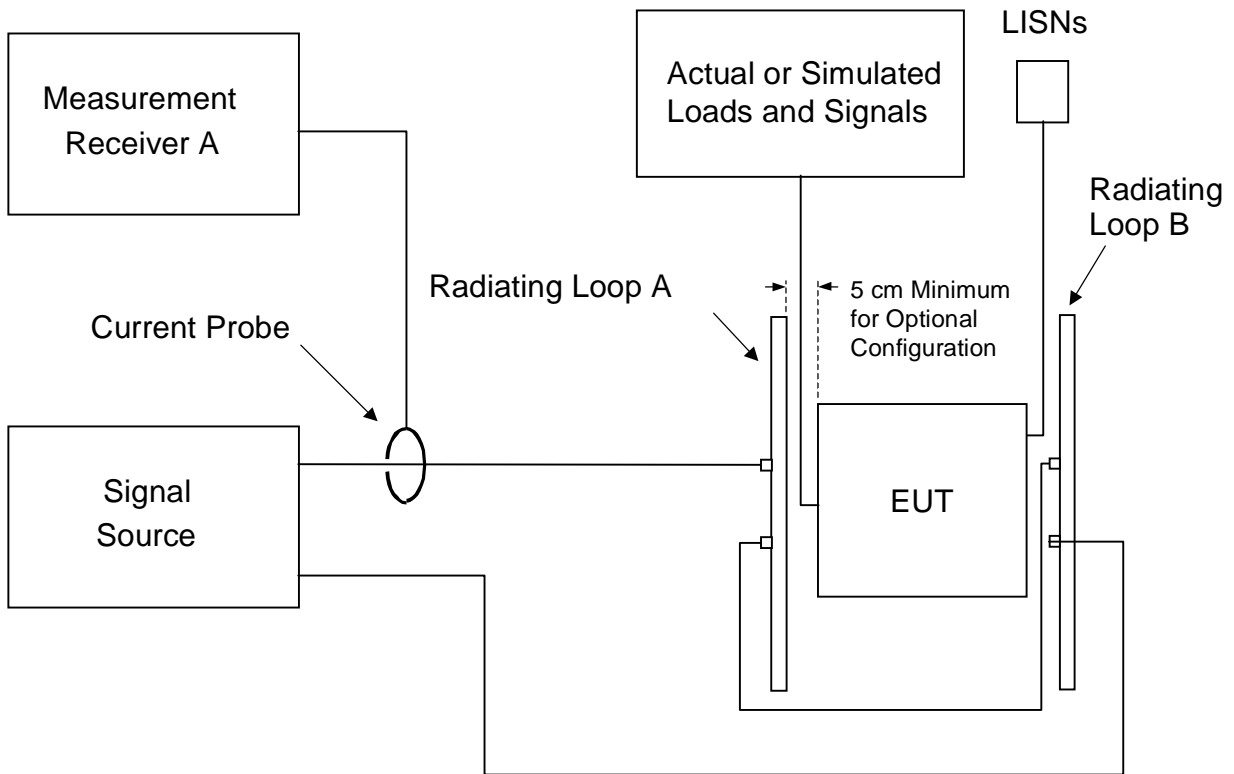 LISNs
Actual or Simulated
Loads and Signals
Measurement
Receiver A
Radiating
Loop B
Radiating Loop A
5 cm Minimum
for Optional
Configuration
Current Probe
Signal
Source
EUT